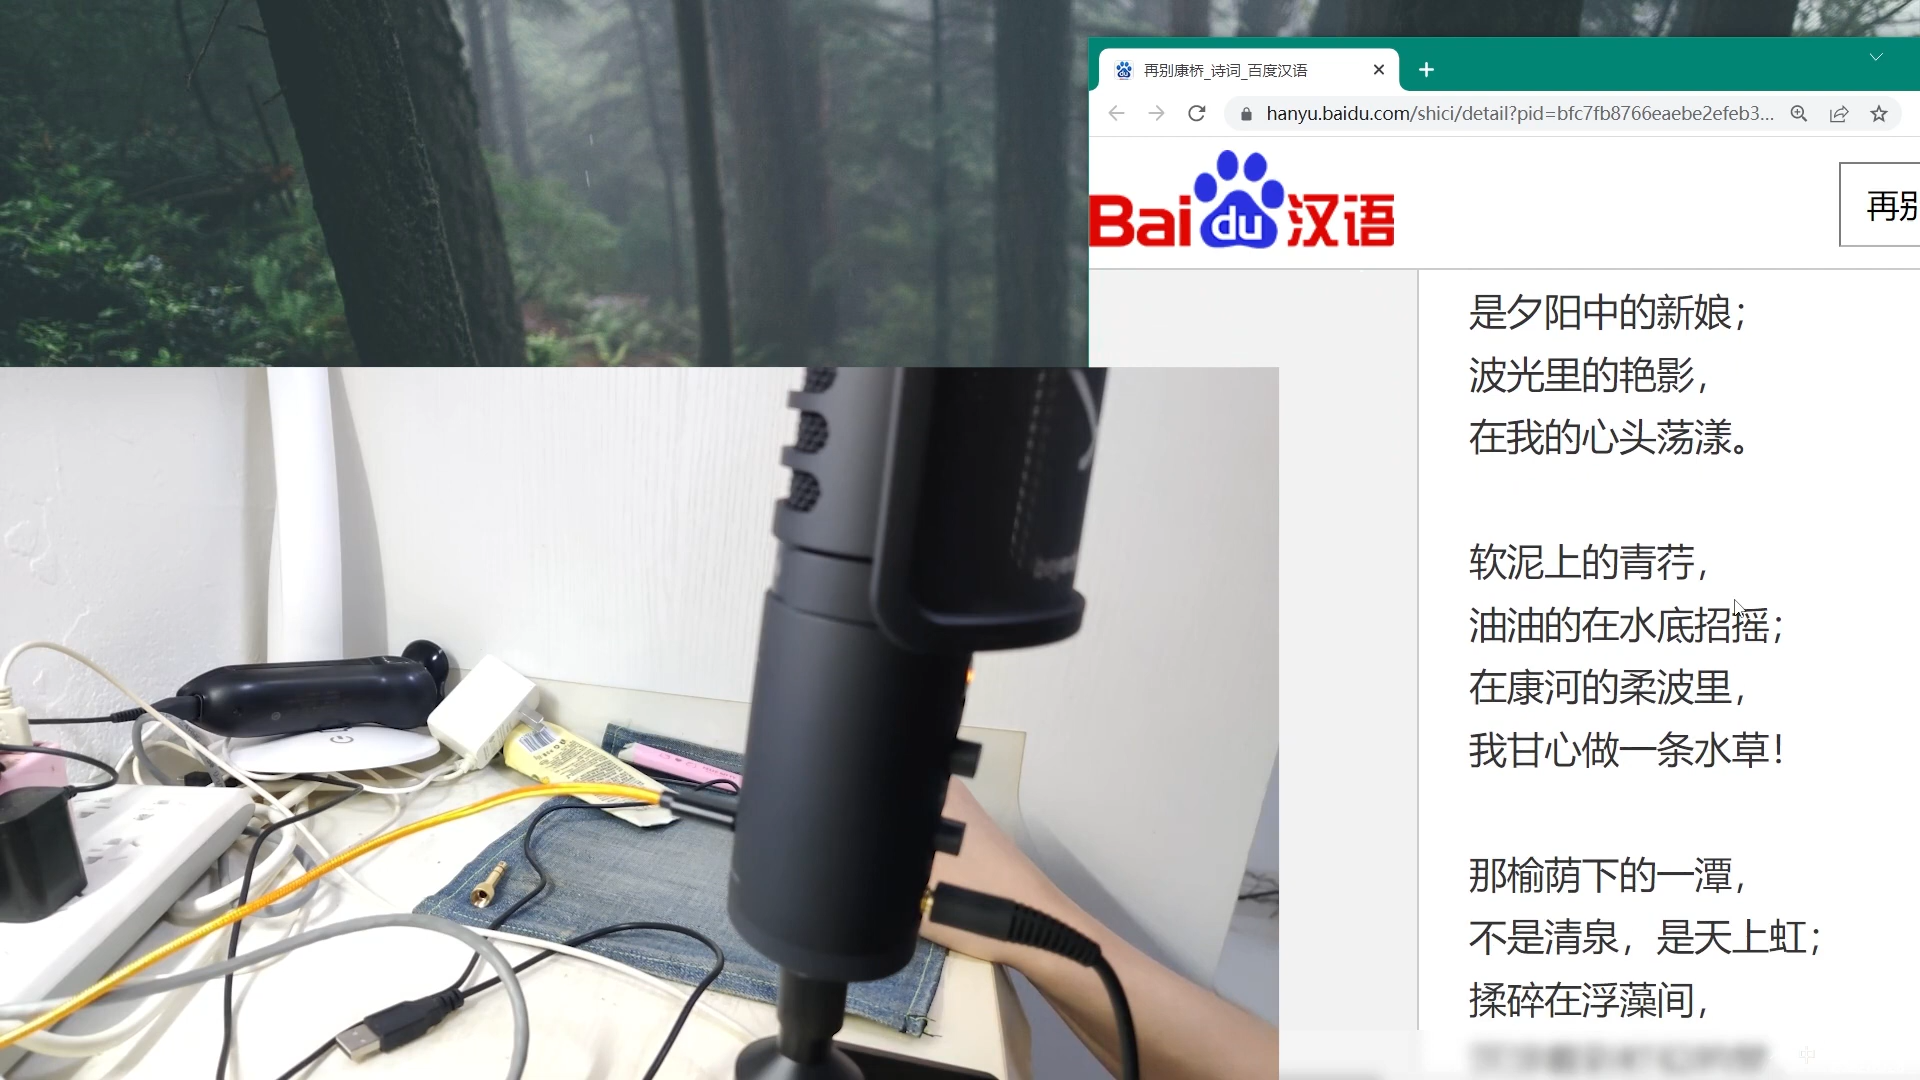 再别康桥_诗词_百度汉语
hanyu.baidu.com/shici/detail?pid=bfc7fb8766eaebe2efeb3...
Baidu汉语
再别
是夕阳中的新娘；
波光里的艳影，
在我的心头荡漾。
软泥上的青荇，
油油的在水底招摇；
在康河的柔波里，
我甘心做一条水草！
那榆荫下的一潭，
不是清泉，是天上虹；
揉碎在浮藻间，
中